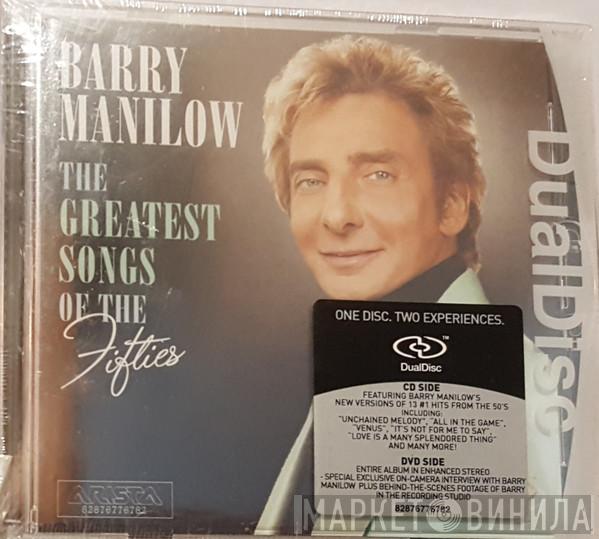 BARRY
MANILOW
THE
GREATEST
SONGS
OF THE
Fifties
DualDisc
ONE DISC. TWO EXPERIENCES.
TM
DualDisc
CD SIDE
FEATURING BARRY MANILOW'S
NEW VERSIONS OF 13 #1 HITS FROM THE 50'S
INCLUDING:
"UNCHAINED MELODY", "ALL IN THE GAME",
"VENUS", "IT'S NOT FOR ME TO SAY",
"LOVE IS A MANY SPLENDORED THING"
AND MANY MORE!
DVD SIDE
ENTIRE ALBUM IN ENHANCED STEREO
- SPECIAL EXCLUSIVE ON-CAMERA INTERVIEW WITH BARRY
MANILOW PLUS BEHIND-THE-SCENES FOOTAGE OF BARRY
IN THE RECORDING STUDIO
82876776782
ARISTA
82876776782
МАРКЕТ ВИНИЛА